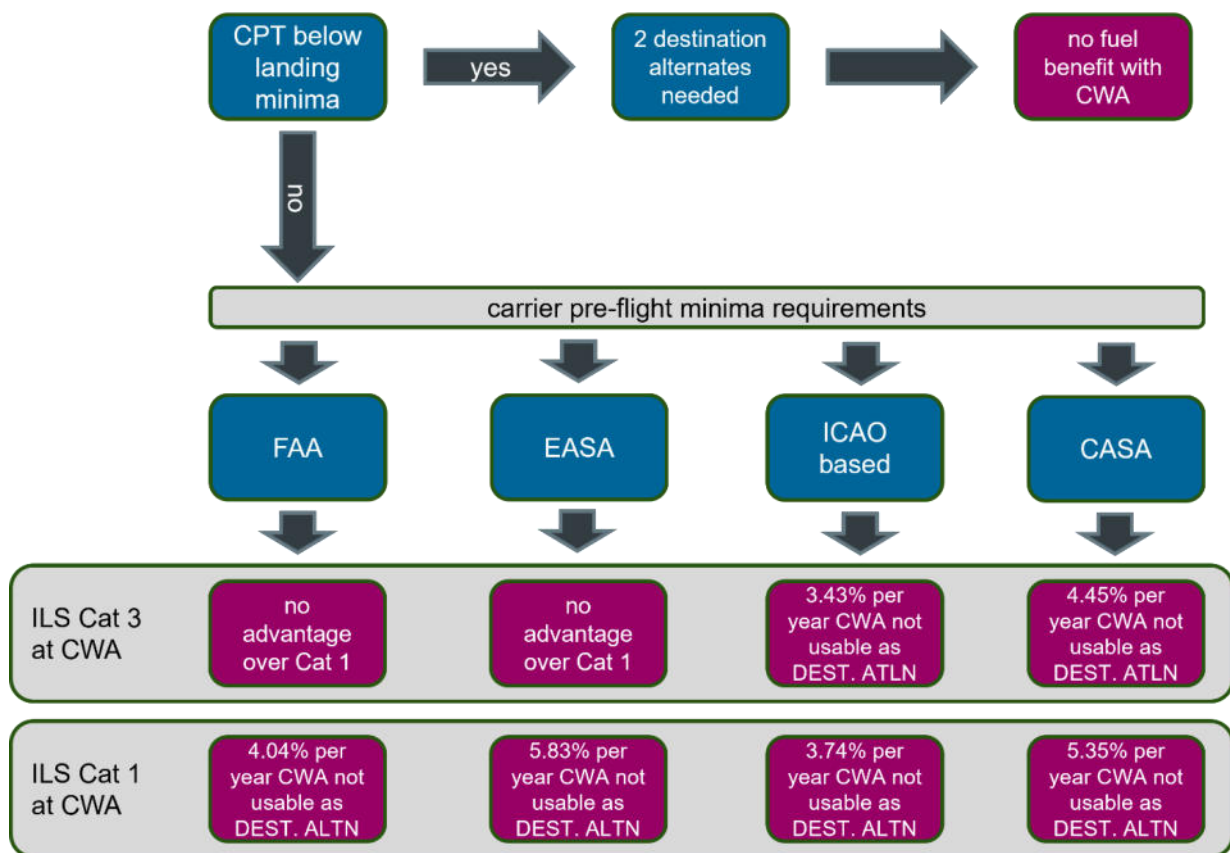 CPT below
landing
minima
yes
2 destination
alternates
needed
no fuel
benefit with
CWA
no
carrier pre-flight minima requirements
FAA
EASA
ICAO
based
CASA
ILS Cat 3
at CWA
no
advantage
over Cat 1
no
advantage
over Cat 1
3.43% per
year CWA not
usable as
DEST. ATLN
4.45% per
year CWA not
usable as
DEST. ATLN
ILS Cat 1
at CWA
4.04% per
year CWA not
usable as
DEST. ALTN
5.83% per
year CWA not
usable as
DEST. ALTN
3.74% per
year CWA not
usable as
DEST. ALTN
5.35% per
year CWA not
usable as
DEST. ALTN